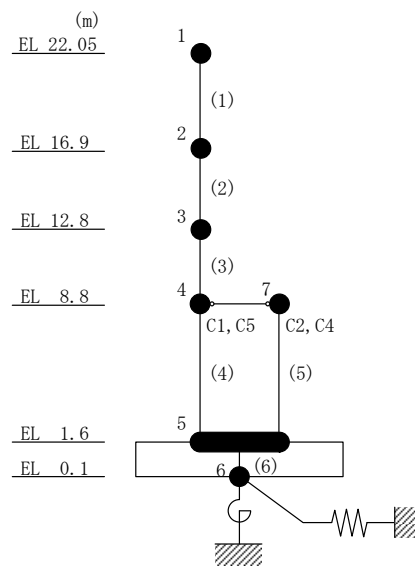 (m)
EL 22.05
1
(1)
EL 16.9
2
(2)
EL 12.8
3
(3)
EL 8.8
4
7
C1, C5
C2, C4
(4)
(5)
EL 1.6
5
EL 0.1
6
(6)